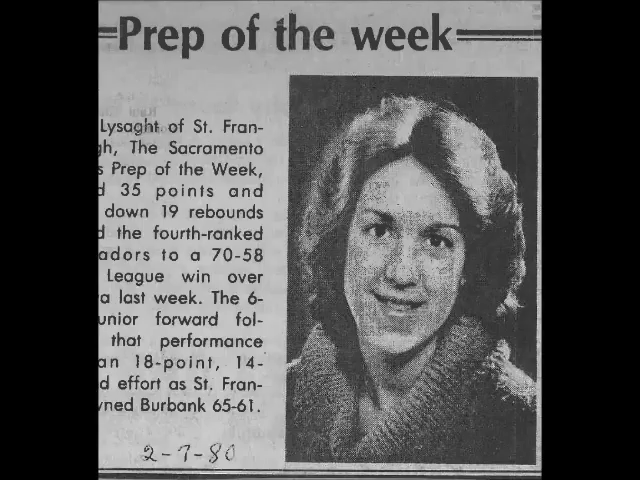 Prep of the week
Lysaght of St. Fran-
gh, The Sacramento
s Prep of the Week,
d 35 points and
down 19 rebounds
d the fourth-ranked
adors to a 70-58
League win over
a last week. The 6-
unior forward fol-
that performance
an 18-point, 14-
d effort as St. Fran-
wned Burbank 65-61.
2-7-80